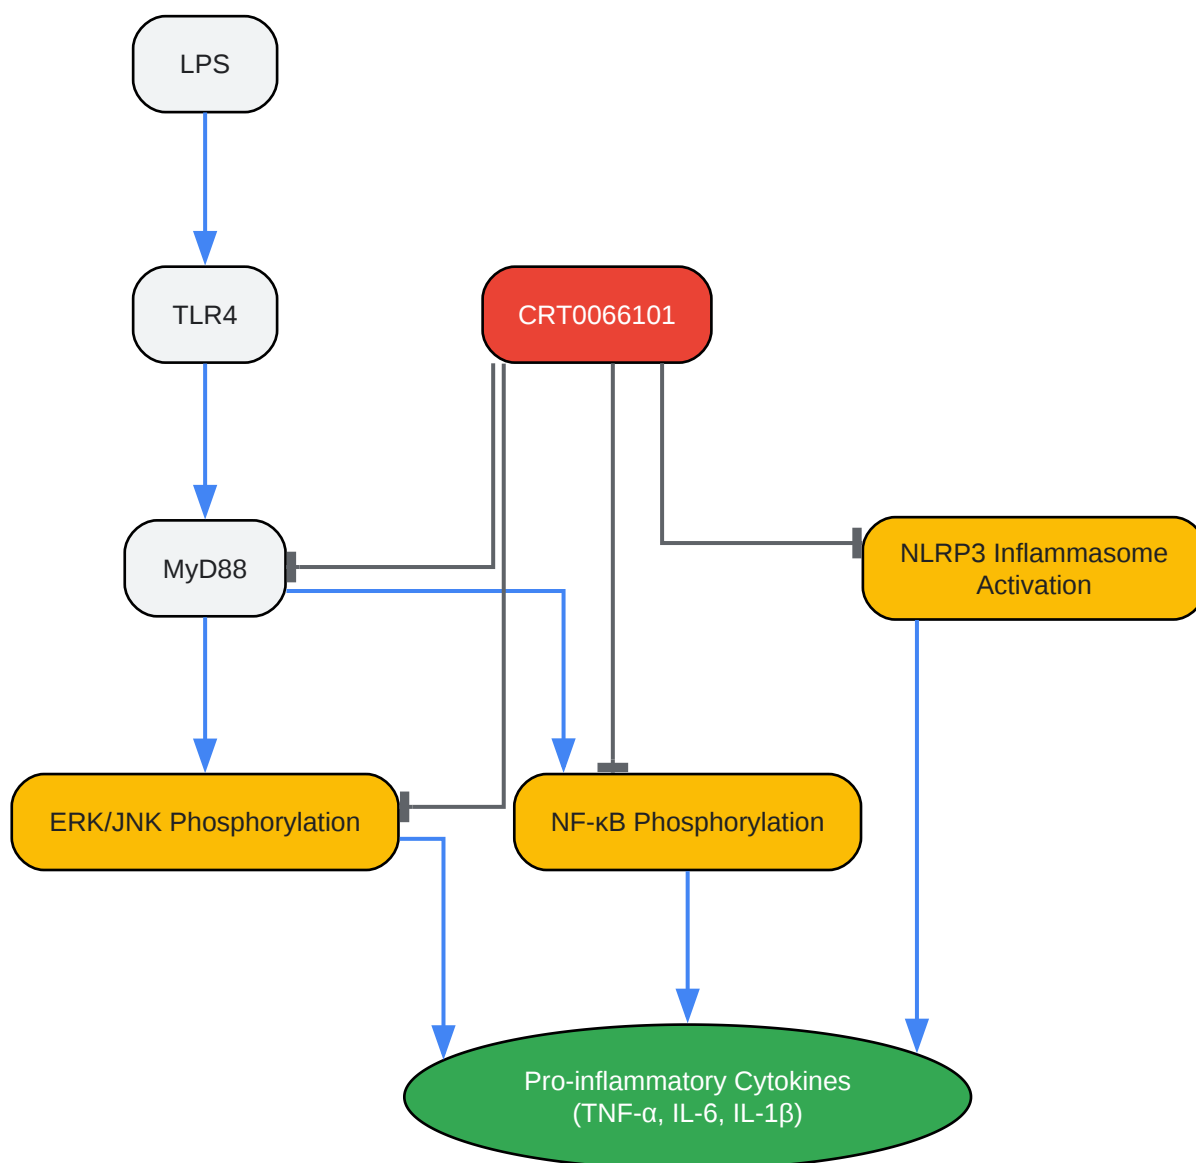 LPS
TLR4
CRT0066101
MyD88
NLRP3 Inflammasome
Activation
ERK/JNK Phosphorylation
NF-κB Phosphorylation
Pro-inflammatory Cytokines
(TNF-α, IL-6, IL-1β)